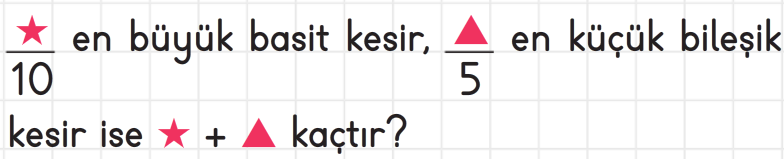 ★/10 en büyük basit kesir, ▲/5 en küçük bileşik
kesir ise ★ + ▲ kaçtır?